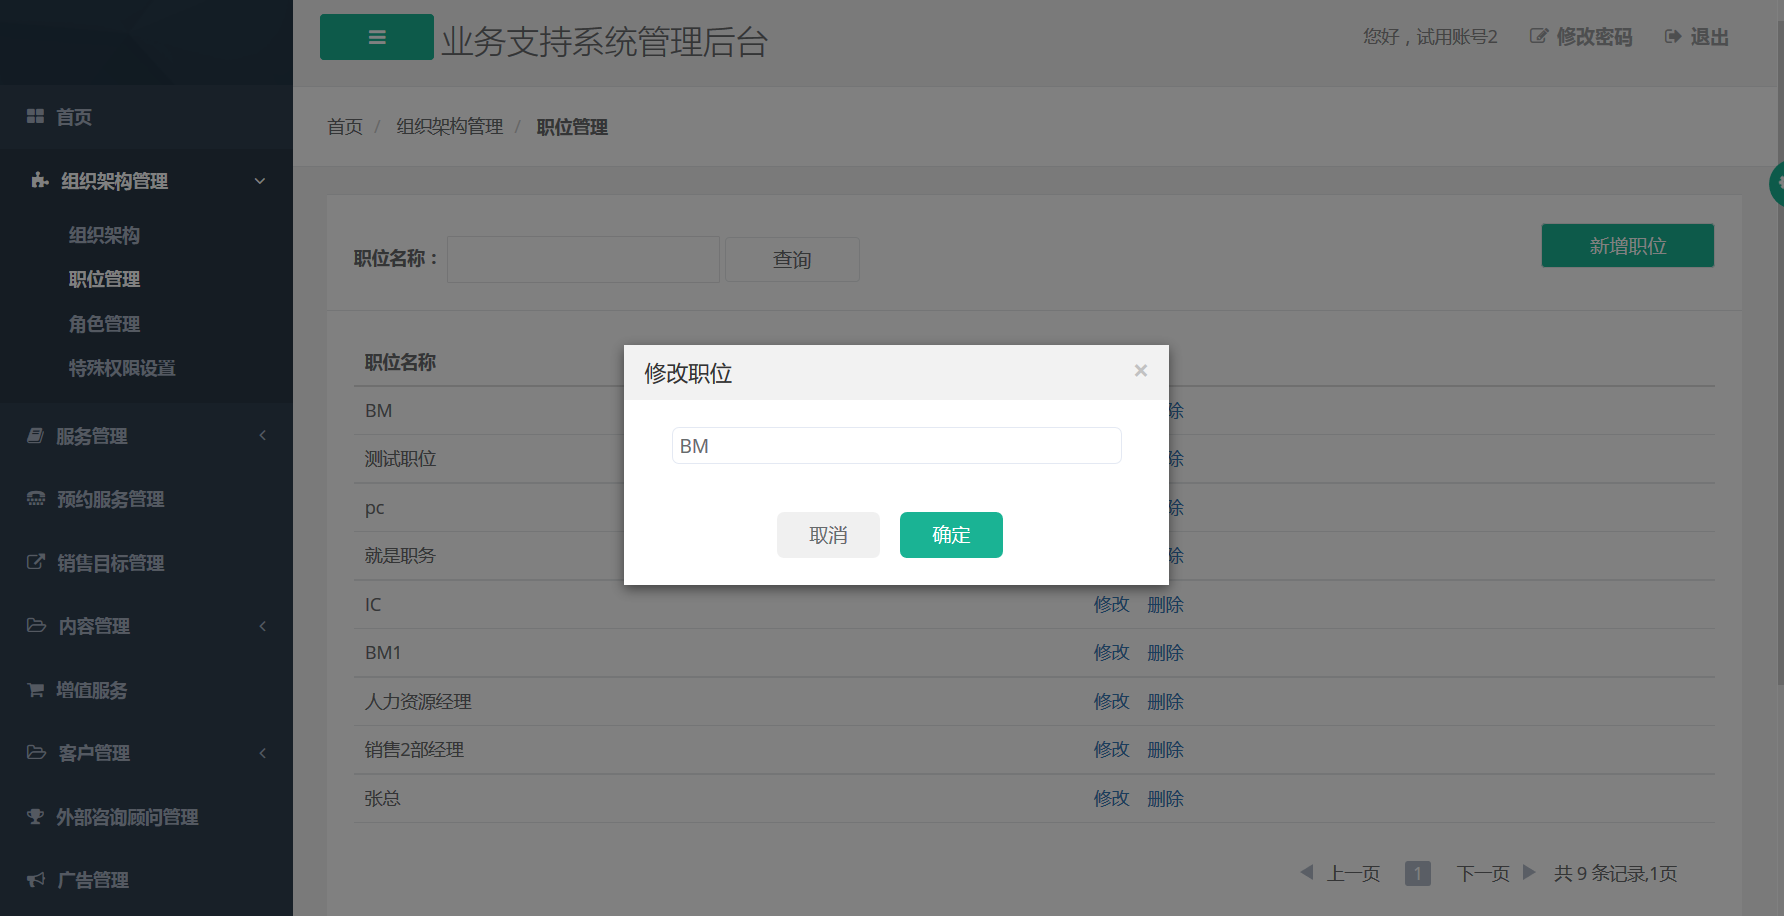 业务支持系统管理后台
您好，试用账号2 修改密码 退出
首页
组织架构管理
组织架构
职位管理
角色管理
特殊权限设置
服务管理
预约服务管理
销售目标管理
内容管理
增值服务
客户管理
外部咨询顾问管理
广告管理
首页 / 组织架构管理 / 职位管理
职位名称： 查询 新增职位
职位名称
BM 除
测试职位 除
pc 除
就是职务 除
IC 修改 删除
BM1 修改 删除
人力资源经理 修改 删除
销售2部经理 修改 删除
张总 修改 删除
上一页 1 下一页 共 9 条记录,1页
修改职位 ×
BM
取消 确定